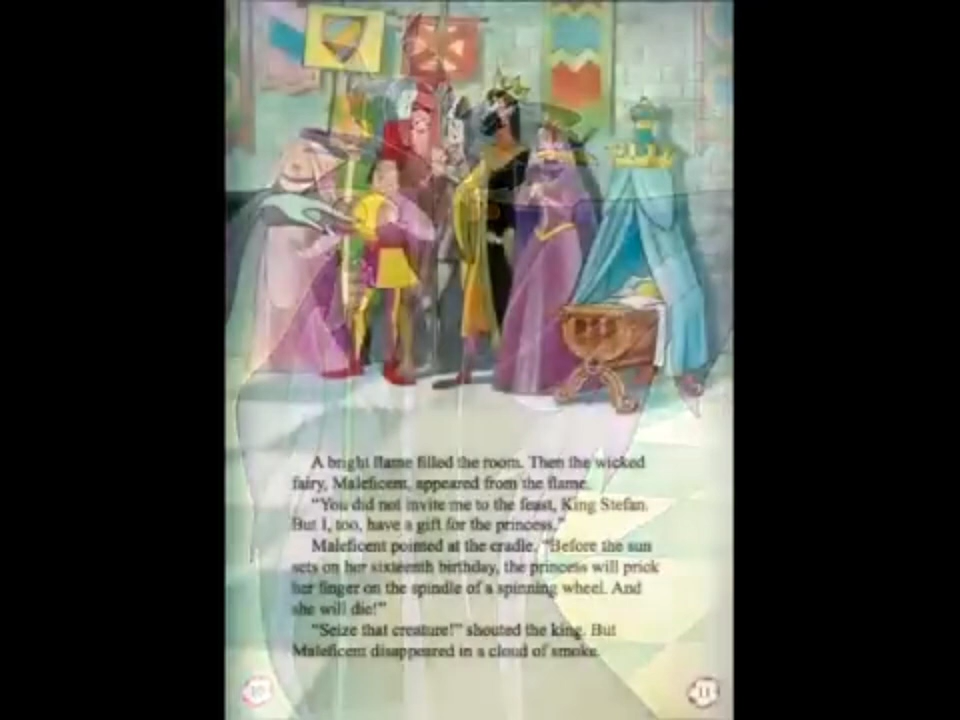 A bright flame filled the room. Then the wicked
fairy, Maleficent, appeared from the flame.
"You did not invite me to the feast, King Stefan.
But I, too, have a gift for the princess."
Maleficent pointed at the cradle. "Before the sun
sets on her sixteenth birthday, the princess will prick
her finger on the spindle of a spinning wheel. And
she will die!"
"Seize that creature!" shouted the king. But
Maleficent disappeared in a cloud of smoke.
10
11